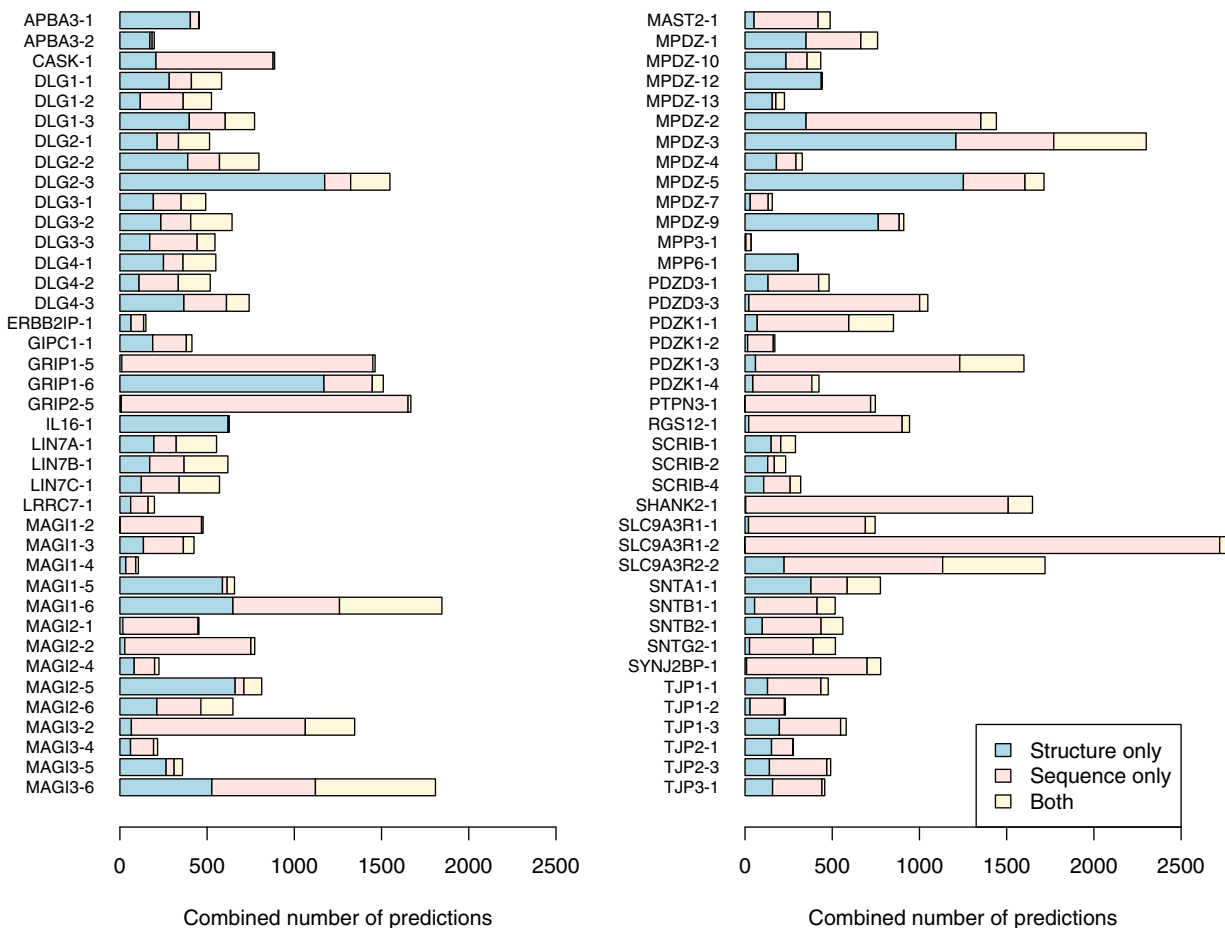 APBA3-1
APBA3-2
CASK-1
DLG1-1
DLG1-2
DLG1-3
DLG2-1
DLG2-2
DLG2-3
DLG3-1
DLG3-2
DLG3-3
DLG4-1
DLG4-2
DLG4-3
ERBB2IP-1
GIPC1-1
GRIP1-5
GRIP1-6
GRIP2-5
IL16-1
LIN7A-1
LIN7B-1
LIN7C-1
LRRC7-1
MAGI1-2
MAGI1-3
MAGI1-4
MAGI1-5
MAGI1-6
MAGI2-1
MAGI2-2
MAGI2-4
MAGI2-5
MAGI2-6
MAGI3-2
MAGI3-4
MAGI3-5
MAGI3-6
0 500 1000 1500 2000 2500
Combined number of predictions
MAST2-1
MPDZ-1
MPDZ-10
MPDZ-12
MPDZ-13
MPDZ-2
MPDZ-3
MPDZ-4
MPDZ-5
MPDZ-7
MPDZ-9
MPP3-1
MPP6-1
PDZD3-1
PDZD3-3
PDZK1-1
PDZK1-2
PDZK1-3
PDZK1-4
PTPN3-1
RGS12-1
SCRIB-1
SCRIB-2
SCRIB-4
SHANK2-1
SLC9A3R1-1
SLC9A3R1-2
SLC9A3R2-2
SNTA1-1
SNTB1-1
SNTB2-1
SNTG2-1
SYNJ2BP-1
TJP1-1
TJP1-2
TJP1-3
TJP2-1
TJP2-3
TJP3-1
Structure only
Sequence only
Both
0 500 1000 1500 2000 2500
Combined number of predictions